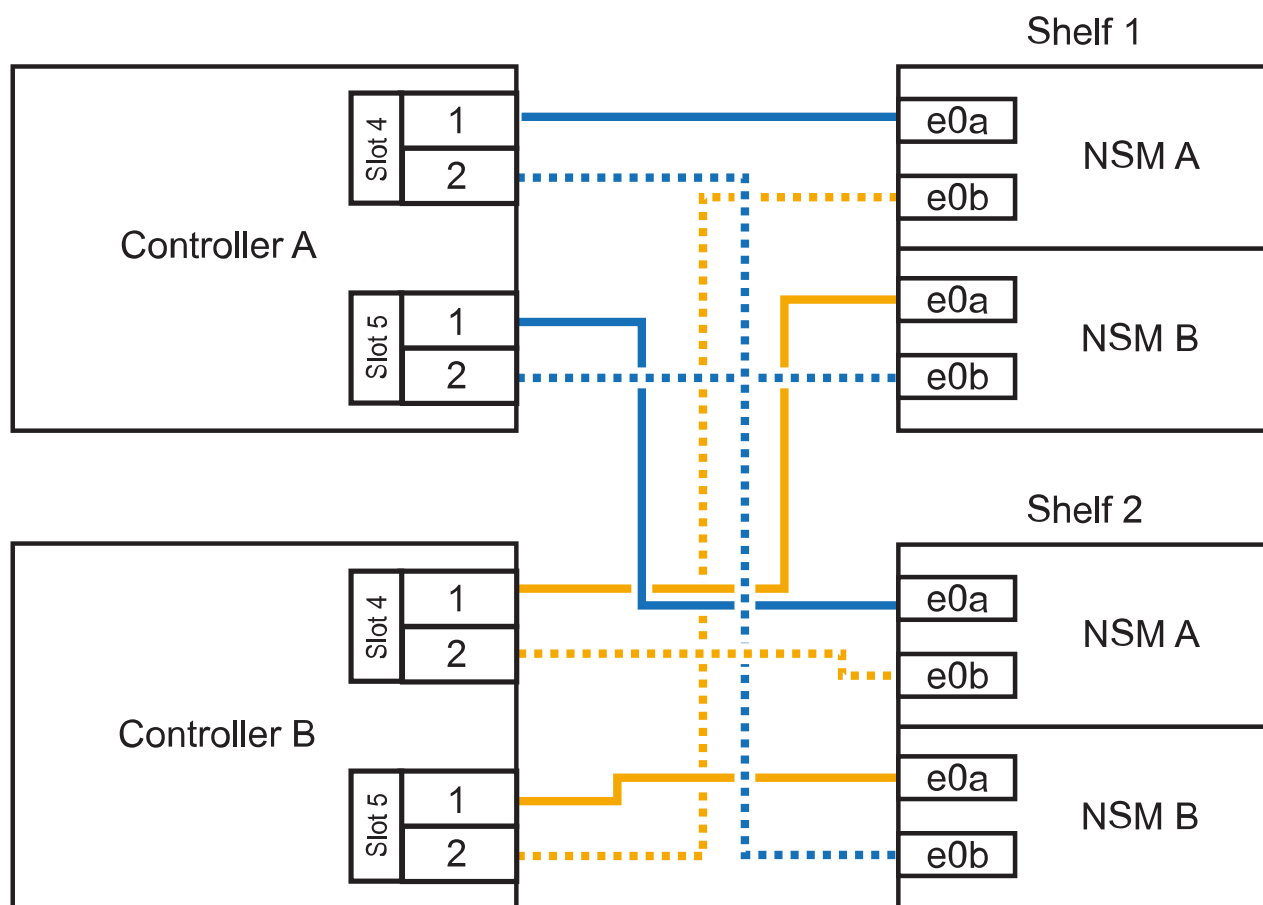 Shelf 1
Controller A
Slot 4
1
2
Slot 5
1
2
e0a
NSM A
e0b
e0a
NSM B
e0b
Shelf 2
Controller B
Slot 4
1
2
Slot 5
1
2
e0a
NSM A
e0b
e0a
NSM B
e0b